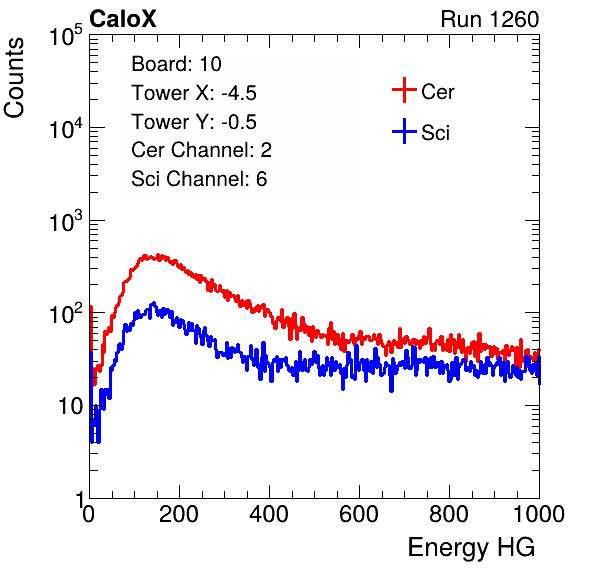 CaloX Run 1260
Counts
Board: 10
Tower X: -4.5
Tower Y: -0.5
Cer Channel: 2
Sci Channel: 6
Cer
Sci
10^5
10^4
10^3
10^2
10
1
0 200 400 600 800 1000
Energy HG